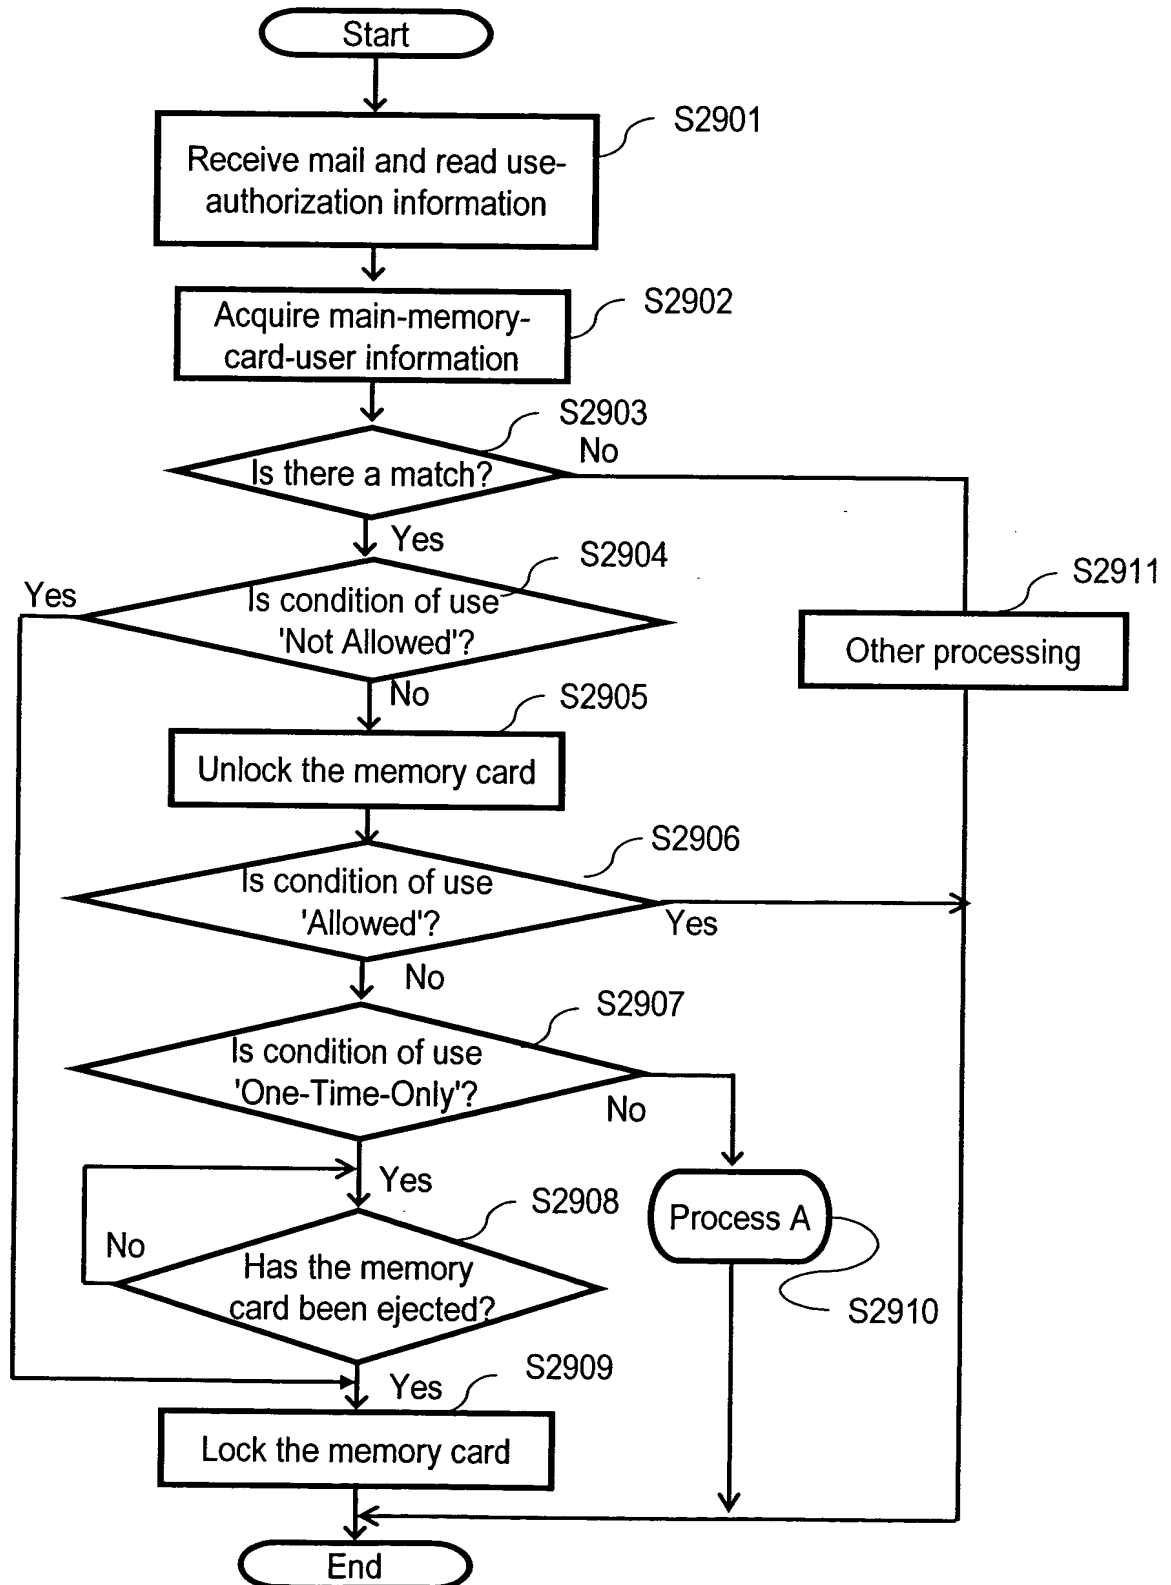 Start
S2901
Receive mail and read use-
authorization information
S2902
Acquire main-memory-
card-user information
S2903
Is there a match?
No
Yes
S2904
Yes
Is condition of use
'Not Allowed'?
S2911
Other processing
No
S2905
Unlock the memory card
S2906
Is condition of use
'Allowed'?
Yes
No
S2907
Is condition of use
'One-Time-Only'?
No
Yes
S2908
Process A
No
Has the memory
card been ejected?
S2910
S2909
Yes
Lock the memory card
End